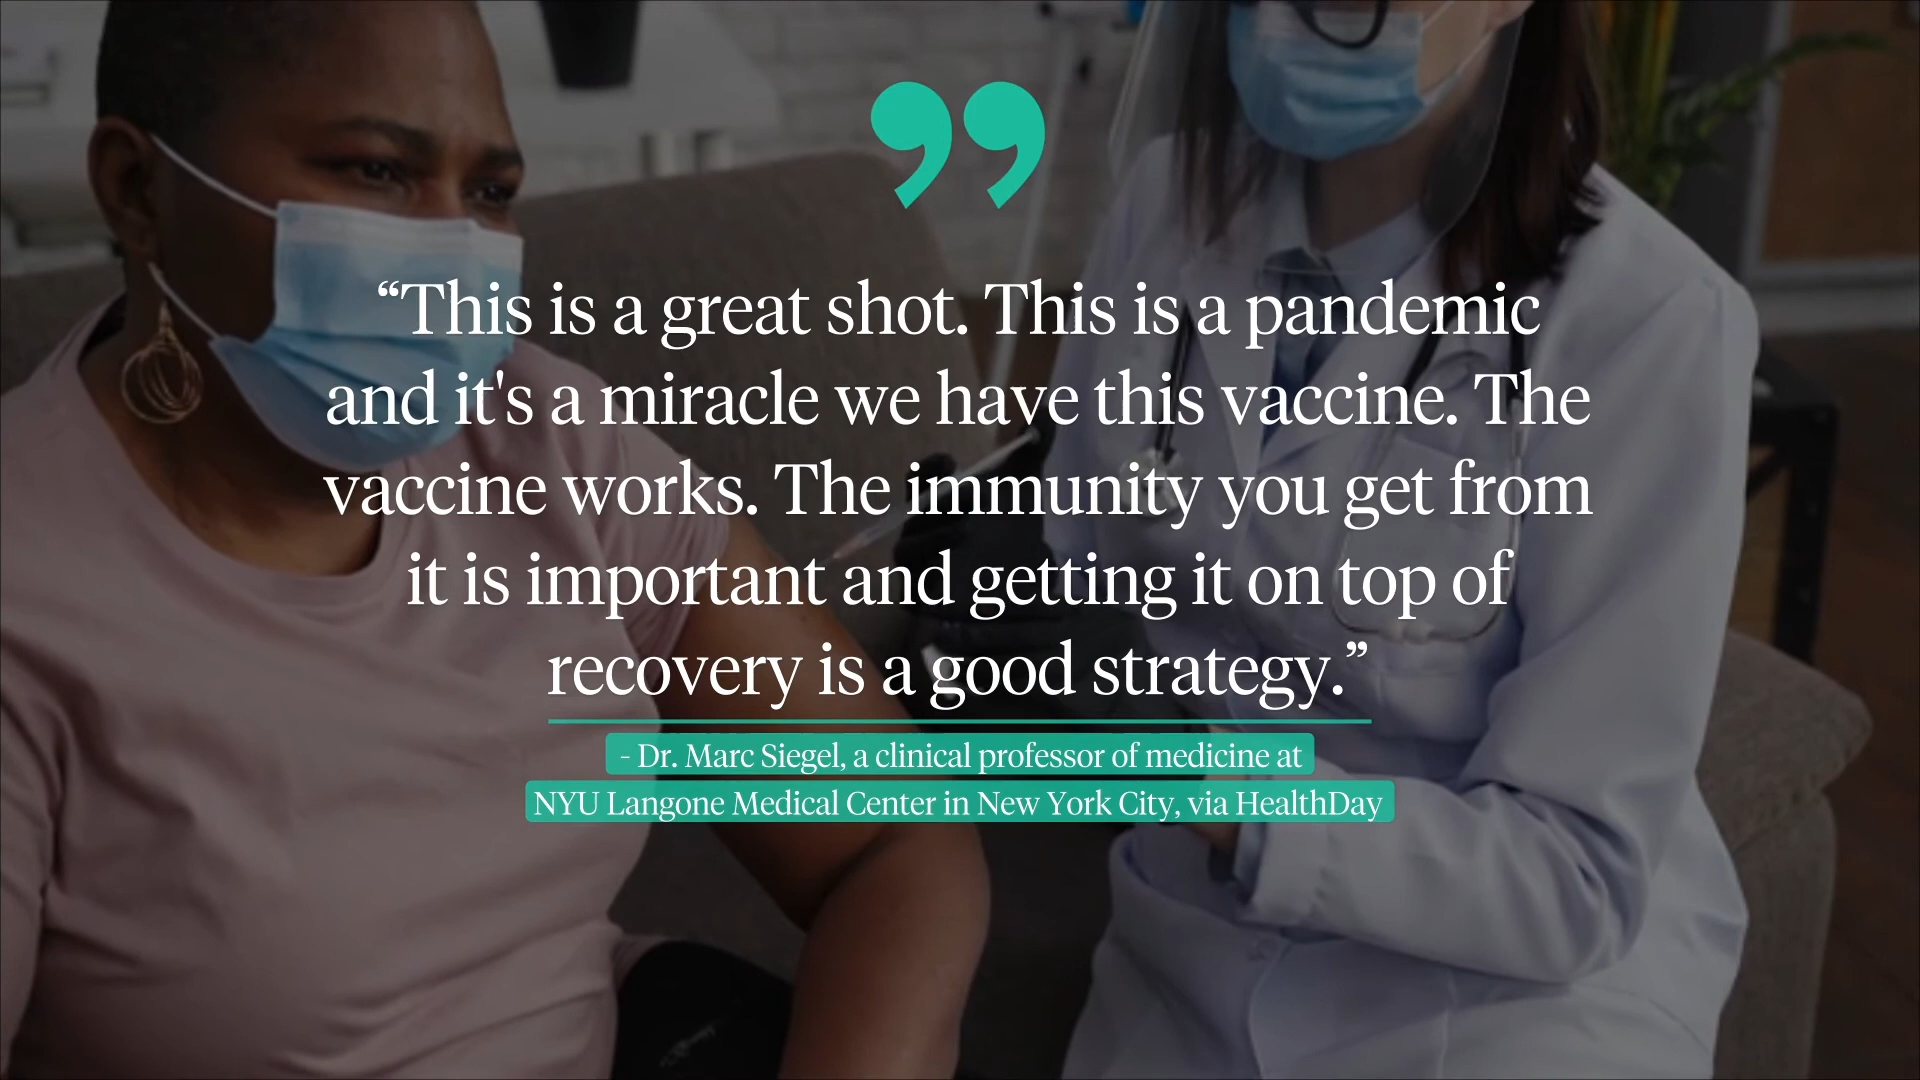 ”
“This is a great shot. This is a pandemic
and it's a miracle we have this vaccine. The
vaccine works. The immunity you get from
it is important and getting it on top of
recovery is a good strategy.”
- Dr. Marc Siegel, a clinical professor of medicine at
NYU Langone Medical Center in New York City, via HealthDay